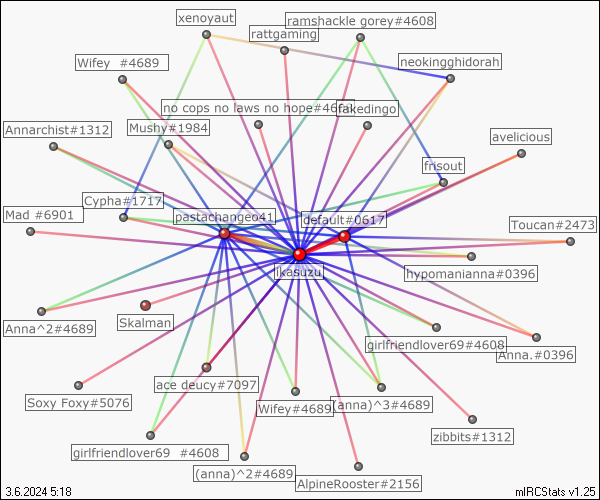 xenoyaut
ramshackle gorey#4608
rattgaming
Wifey #4689
neokingghidorah
no cops no laws no hope#46
fakedingo
Annarchist#1312
Mushy#1984
avelicious
frisout
Cypha#1717
Mad #6901
pastachangeo41
default#0617
Toucan#2473
ikasuzu
hypomanianna#0396
Skalman
Anna^2#4689
girlfriendlover69#4608
Anna.#0396
ace deucy#7097
Soxy Foxy#5076
Wifey#4689
(anna)^3#4689
zibbits#1312
girlfriendlover69 #4608
(anna)^2#4689
AlpineRooster#2156
3.6.2024 5:18
mIRCStats v1.25